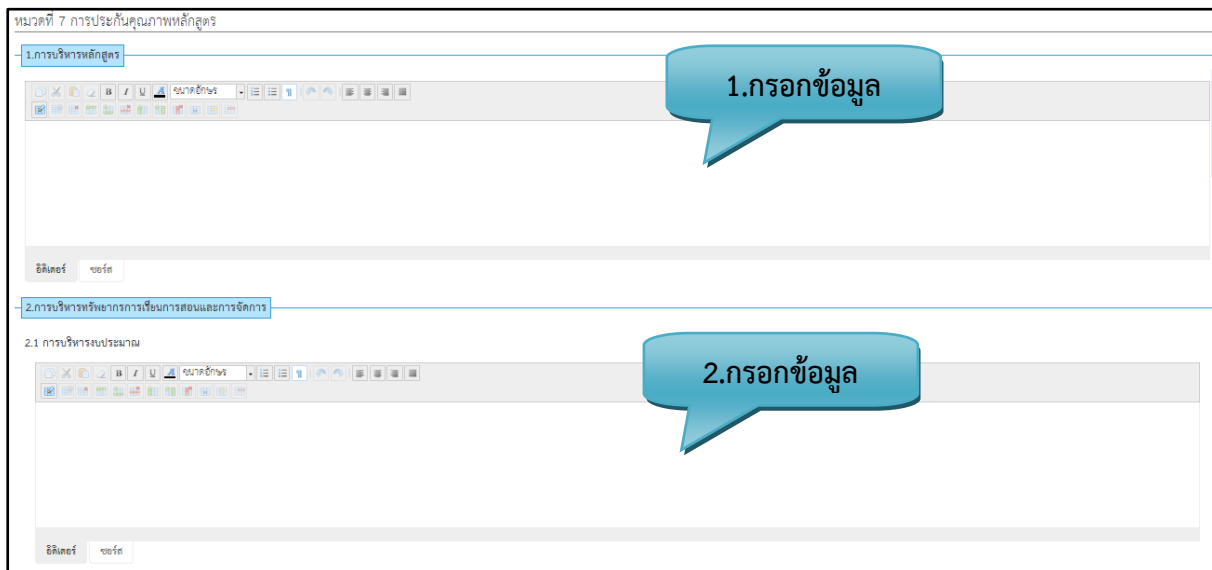 หมวดที่ 7 การประกันคุณภาพหลักสูตร
1.การบริหารหลักสูตร
1.กรอกข้อมูล
B I U A ขนาดอักษร
อีดิเตอร์ ซอร์ส
2.การบริหารทรัพยากรการเรียนการสอนและการจัดการ
2.1 การบริหารงบประมาณ
2.กรอกข้อมูล
B I U A ขนาดอักษร
อีดิเตอร์ ซอร์ส